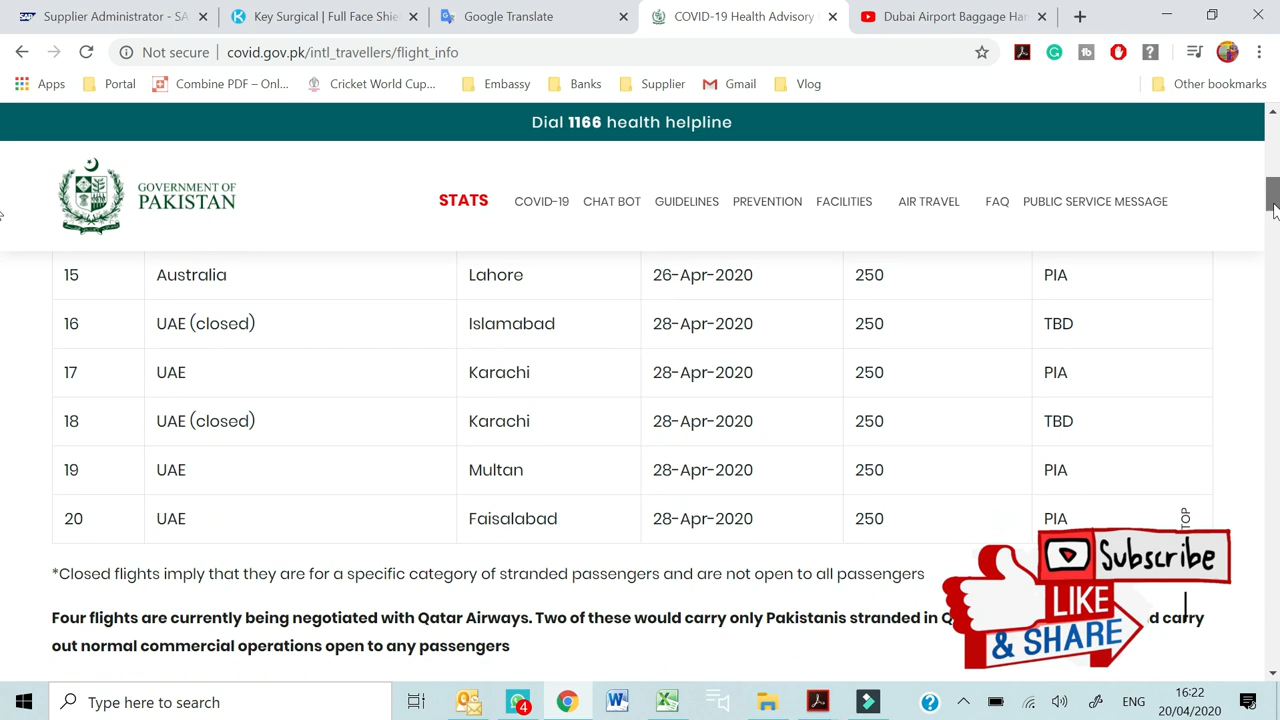 Supplier Administrator - SA
Key Surgical | Full Face Shie
Google Translate
COVID-19 Health Advisory
Dubai Airport Baggage Har
Not secure
covid.gov.pk/intl_travellers/flight_info
Apps
Portal
Combine PDF – Onl...
Cricket World Cup...
Embassy
Banks
Supplier
Gmail
Vlog
Other bookmarks
Dial 1166 health helpline
GOVERNMENT OF
PAKISTAN
STATS
COVID-19
CHAT BOT
GUIDELINES
PREVENTION
FACILITIES
AIR TRAVEL
FAQ
PUBLIC SERVICE MESSAGE
15 Australia Lahore 26-Apr-2020 250 PIA
16 UAE (closed) Islamabad 28-Apr-2020 250 TBD
17 UAE Karachi 28-Apr-2020 250 PIA
18 UAE (closed) Karachi 28-Apr-2020 250 TBD
19 UAE Multan 28-Apr-2020 250 PIA
20 UAE Faisalabad 28-Apr-2020 250 PIA
TOP
*Closed flights imply that they are for a specific category of stranded passengers and are not open to all passengers
Four flights are currently being negotiated with Qatar Airways. Two of these would carry only Pakistanis stranded in carry
out normal commercial operations open to any passengers
Subscribe
LIKE
& SHARE
Type here to search
4
ENG
16:22
20/04/2020